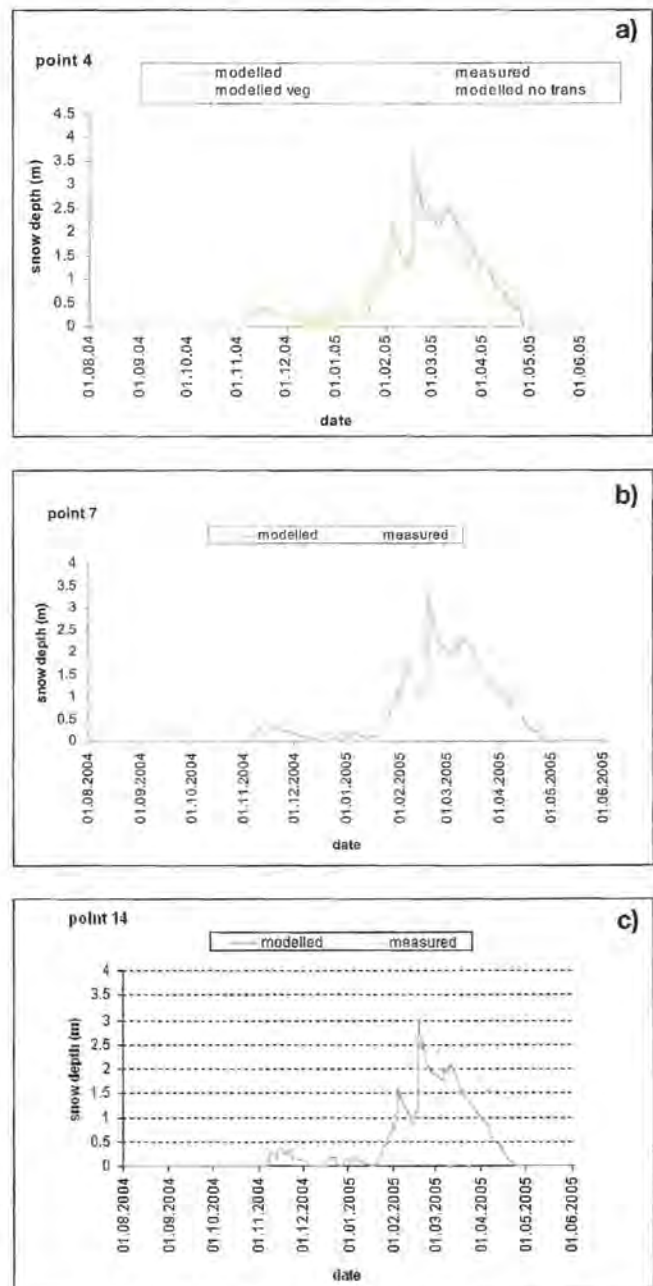 a)
point 4
modelled measured
modelled veg modelled no trans
4.5
4
3.5
3
2.5
2
1.5
1
0.5
0
snow depth (m)
01.08.04 01.09.04 01.10.04 01.11.04 01.12.04 01.01.05 01.02.05 01.03.05 01.04.05 01.05.05 01.06.05
date
b)
point 7
modelled measured
4
3.5
3
2.5
2
1.5
1
0.5
0
snow depth (m)
01.08.2004 01.09.2004 01.10.2004 01.11.2004 01.12.2004 01.01.2005 01.02.2005 01.03.2005 01.04.2005 01.05.2005 01.06.2005
date
c)
point 14
modelled measured
4
3.5
3
2.5
2
1.5
1
0.5
0
snow depth (m)
01.08.2004 01.09.2004 01.10.2004 01.11.2004 01.12.2004 01.01.2005 01.02.2005 01.03.2005 01.04.2005 01.05.2005 01.06.2005
date